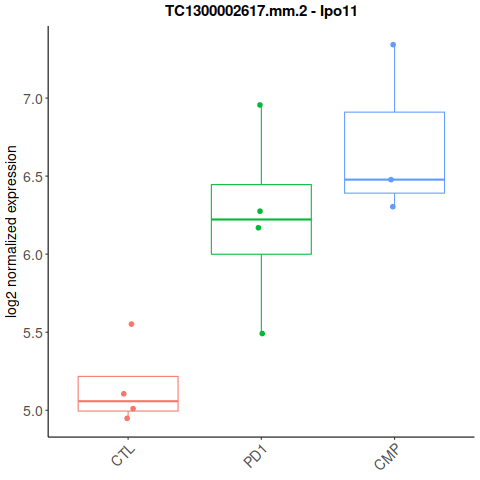 TC1300002617.mm.2 - Ipo11
log2 normalized expression
7.0
6.5
6.0
5.5
5.0
CTL
PD1
CMP